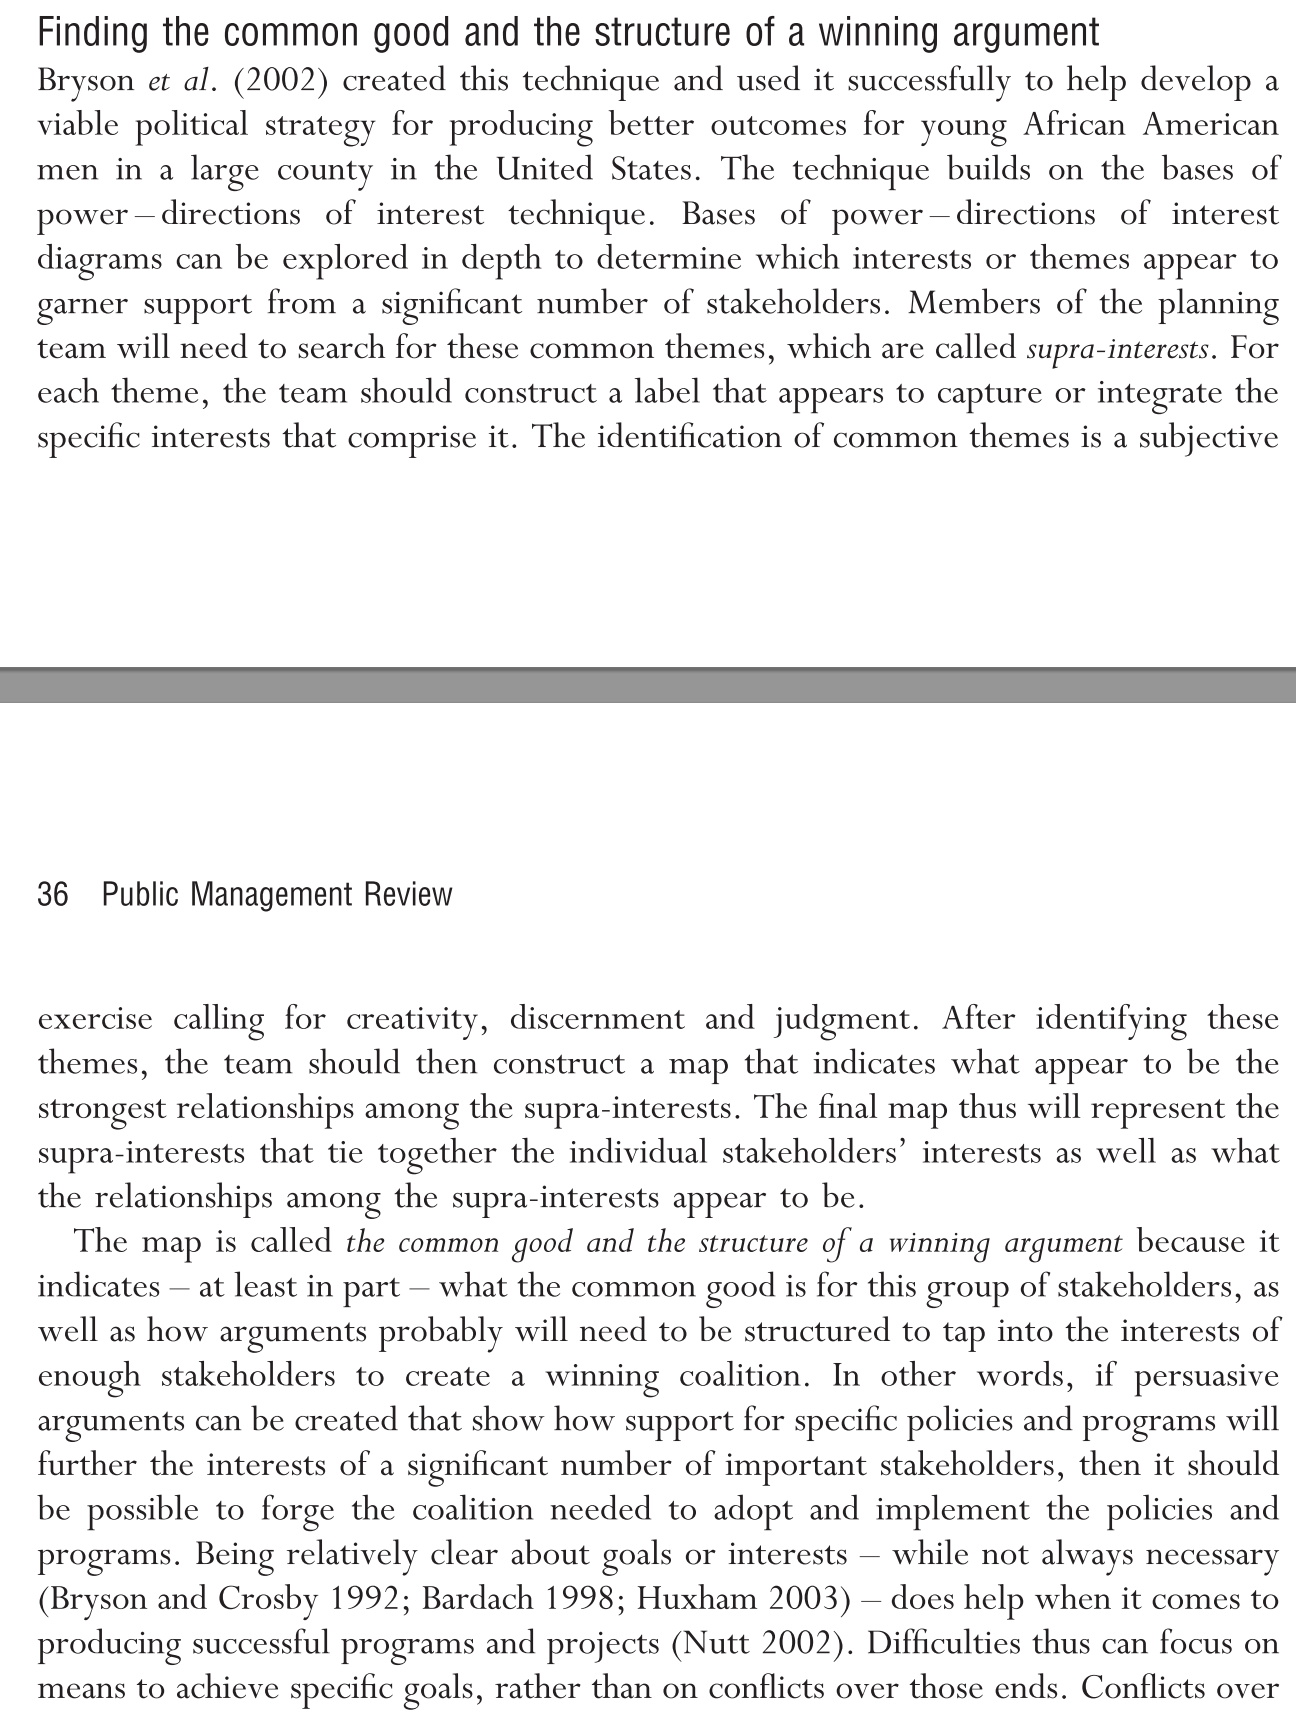 Finding the common good and the structure of a winning argument
Bryson et al. (2002) created this technique and used it successfully to help develop a
viable political strategy for producing better outcomes for young African American
men in a large county in the United States. The technique builds on the bases of
power – directions of interest technique. Bases of power – directions of interest
diagrams can be explored in depth to determine which interests or themes appear to
garner support from a significant number of stakeholders. Members of the planning
team will need to search for these common themes, which are called supra-interests. For
each theme, the team should construct a label that appears to capture or integrate the
specific interests that comprise it. The identification of common themes is a subjective
36 Public Management Review
exercise calling for creativity, discernment and judgment. After identifying these
themes, the team should then construct a map that indicates what appear to be the
strongest relationships among the supra-interests. The final map thus will represent the
supra-interests that tie together the individual stakeholders’ interests as well as what
the relationships among the supra-interests appear to be.
The map is called the common good and the structure of a winning argument because it
indicates – at least in part – what the common good is for this group of stakeholders, as
well as how arguments probably will need to be structured to tap into the interests of
enough stakeholders to create a winning coalition. In other words, if persuasive
arguments can be created that show how support for specific policies and programs will
further the interests of a significant number of important stakeholders, then it should
be possible to forge the coalition needed to adopt and implement the policies and
programs. Being relatively clear about goals or interests – while not always necessary
(Bryson and Crosby 1992; Bardach 1998; Huxham 2003) – does help when it comes to
producing successful programs and projects (Nutt 2002). Difficulties thus can focus on
means to achieve specific goals, rather than on conflicts over those ends. Conflicts over